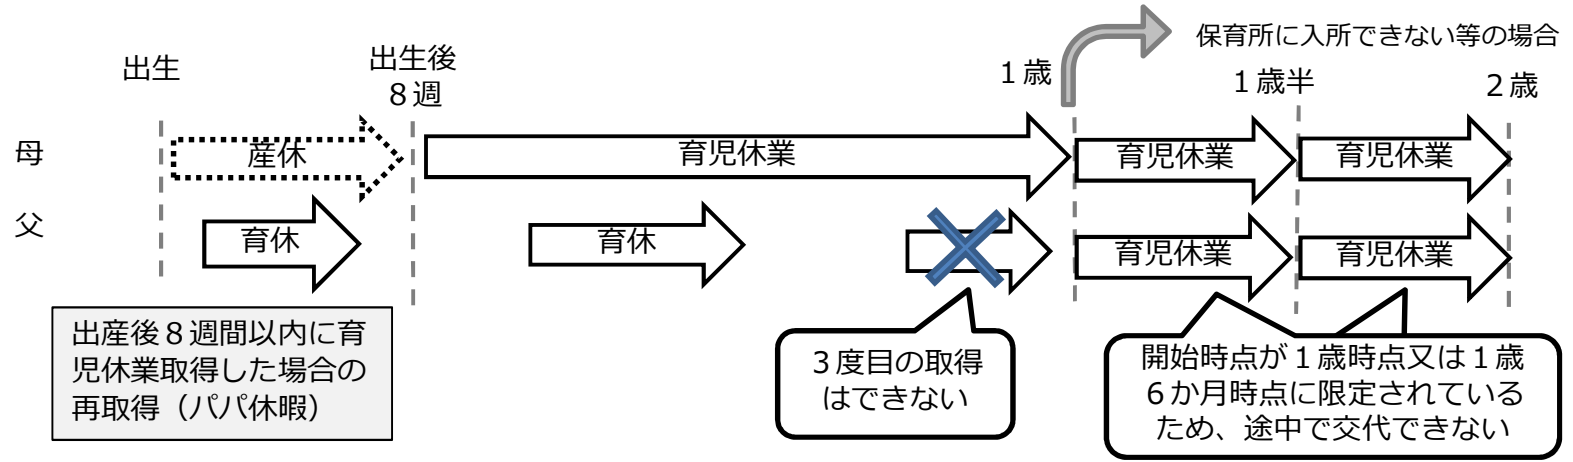 保育所に入所できない等の場合
出生
出生後
８週
１歳
１歳半
２歳
母
産休
育児休業
育児休業
育児休業
父
育休
育休
育児休業
育児休業
出産後８週間以内に育
児休業取得した場合の
再取得（パパ休暇）
３度目の取得
はできない
開始時点が１歳時点又は１歳
６か月時点に限定されている
ため、途中で交代できない